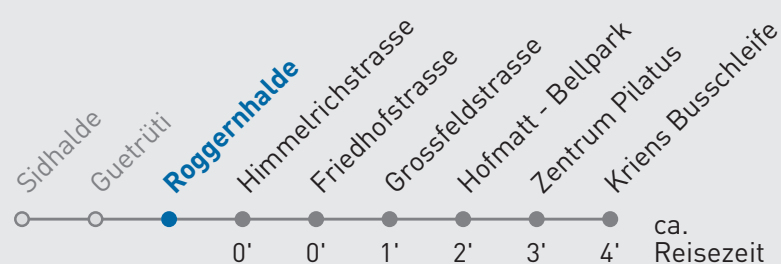 Sidhalde
Guetrüti
Roggernhalde
Himmelrichstrasse
Friedhofstrasse
Grossfeldstrasse
Hofmatt - Bellpark
Zentrum Pilatus
Kriens Busschleife
0' 0' 1' 2' 3' 4' ca.
Reisezeit